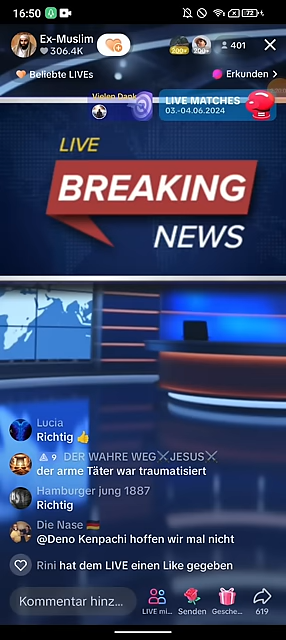 16:50
72
Ex-Muslim
306.4K
200+
200+
401
Beliebte LIVEs
Erkunden
Vielen Dank
LIVE MATCHES
03.-04.06.2024
LIVE
BREAKING
NEWS
Lucia
Richtig 👍
9 DER WAHRE WEG⚔JESUS⚔
der arme Täter war traumatisiert
Hamburger jung 1887
Richtig
Die Nase 🇩🇪
@Deno Kenpachi hoffen wir mal nicht
Rini hat dem LIVE einen Like gegeben
Kommentar hinz...
LIVE mi...
Senden
Gesche...
619